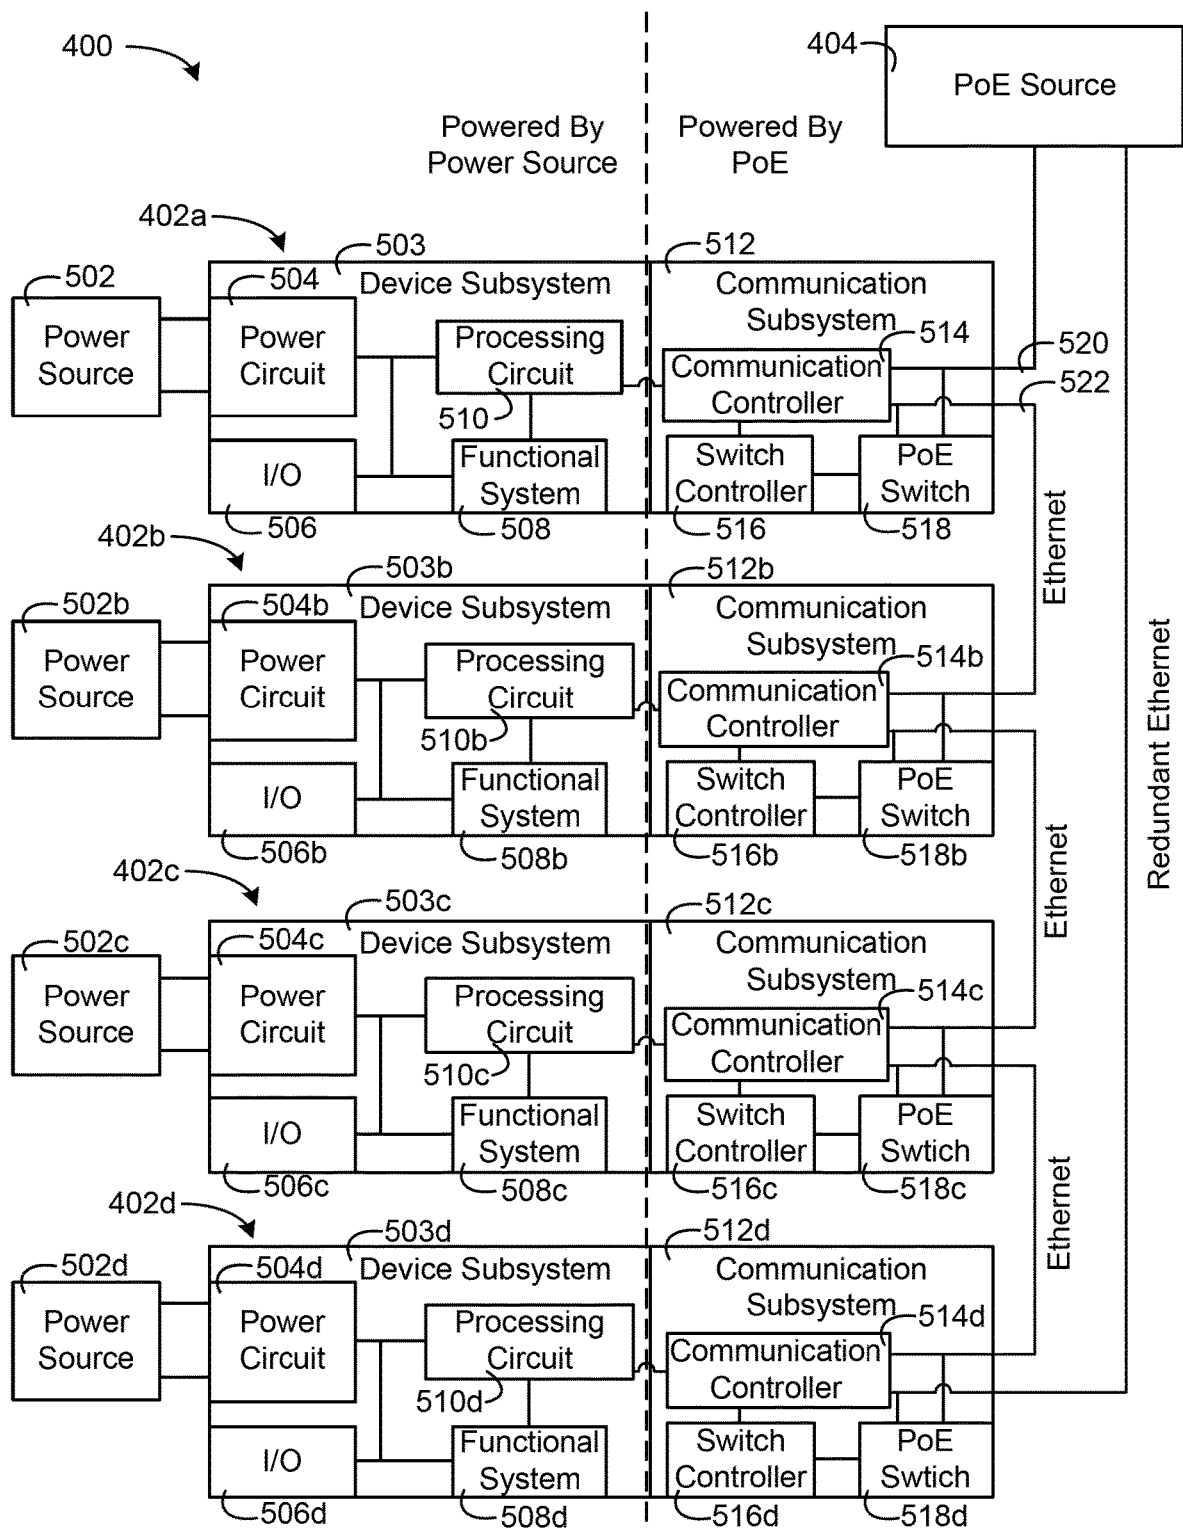 400
404
PoE Source
Powered By
Power Source
Powered By
PoE
402a
503
512
502
504
Device Subsystem
Communication
Subsystem
514
Power
Source
Power
Circuit
Processing
Circuit
510
Communication
Controller
520
522
I/O
Functional
System
Switch
Controller
PoE
Switch
506
508
516
518
Ethernet
402b
503b
512b
502b
504b
Device Subsystem
Communication
Subsystem
514b
Power
Source
Power
Circuit
Processing
Circuit
510b
Communication
Controller
I/O
Functional
System
Switch
Controller
PoE
Switch
506b
508b
516b
518b
Ethernet
Redundant Ethernet
402c
503c
512c
502c
504c
Device Subsystem
Communication
Subsystem
514c
Power
Source
Power
Circuit
Processing
Circuit
510c
Communication
Controller
I/O
Functional
System
Switch
Controller
PoE
Swtich
506c
508c
516c
518c
Ethernet
402d
503d
512d
502d
504d
Device Subsystem
Communication
Subsystem
514d
Power
Source
Power
Circuit
Processing
Circuit
510d
Communication
Controller
I/O
Functional
System
Switch
Controller
PoE
Swtich
506d
508d
516d
518d